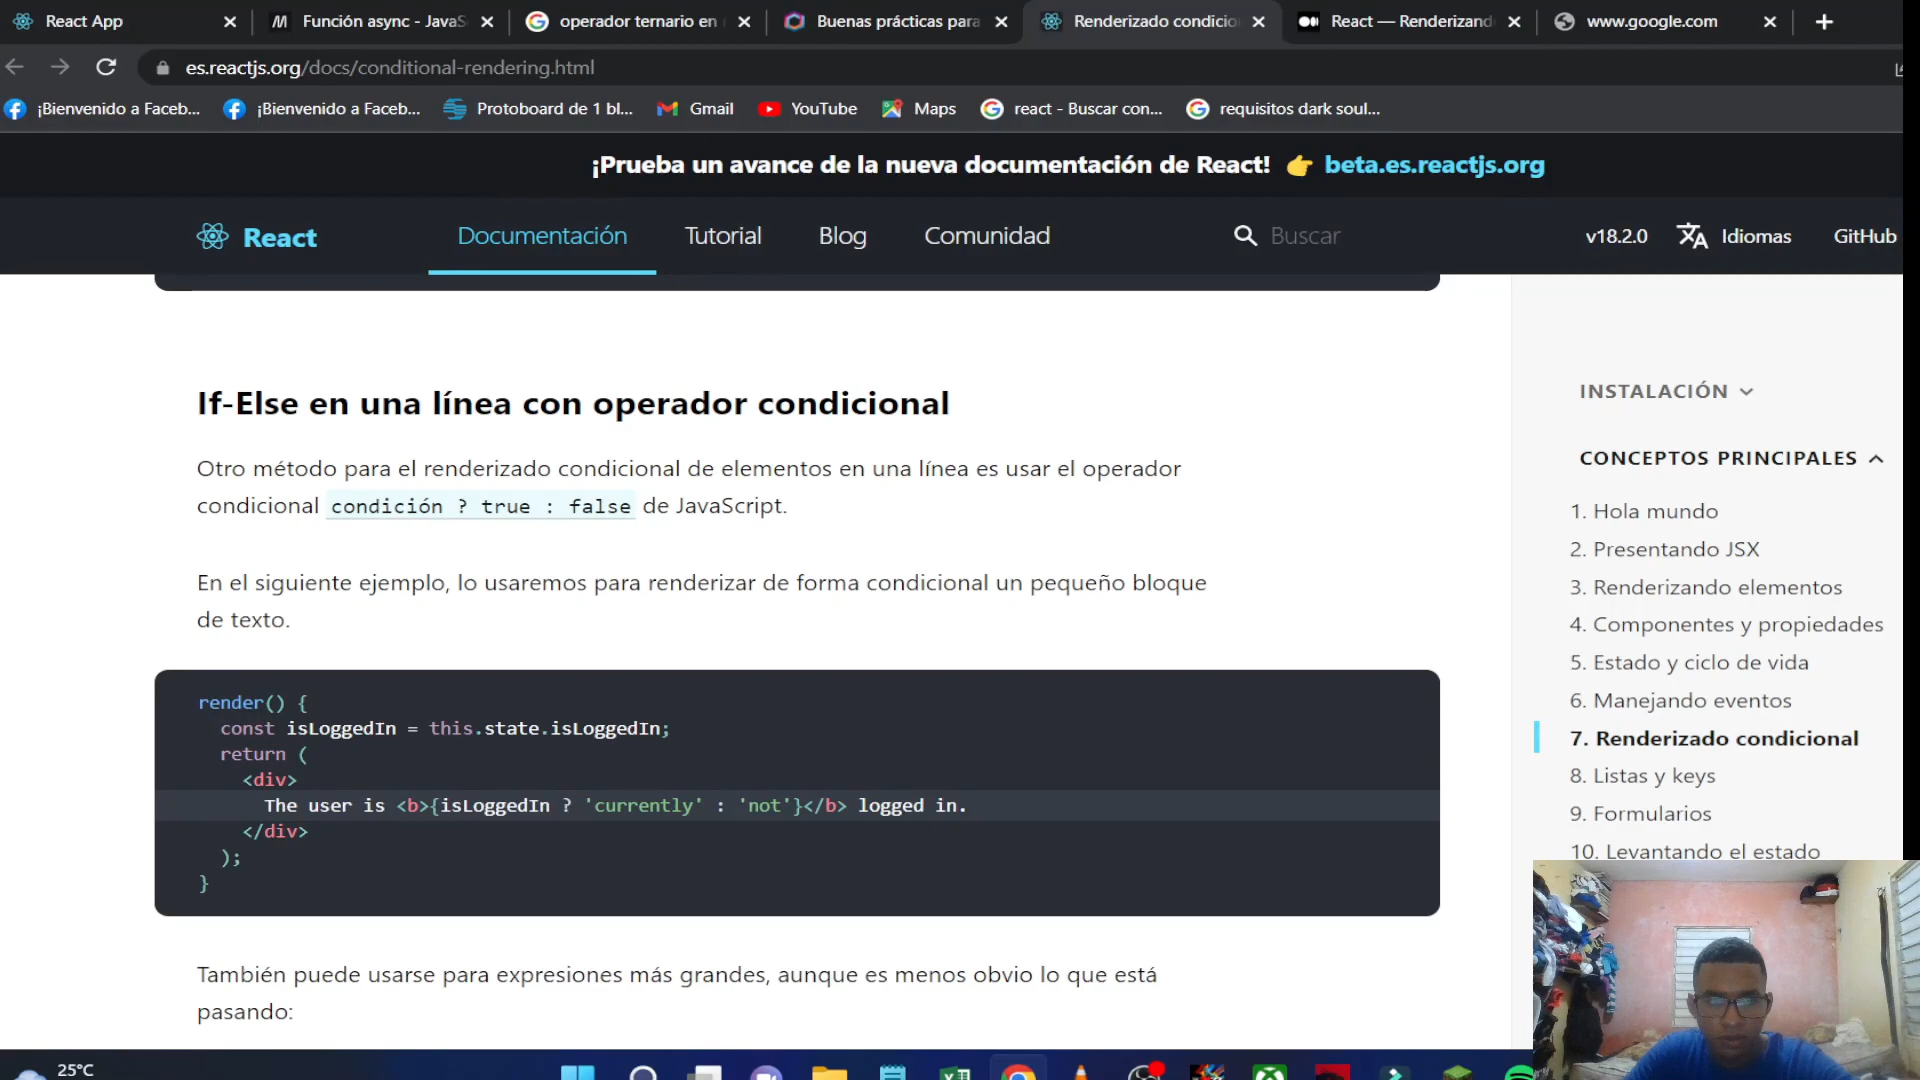 React App
Función async - JavaS
operador ternario en
Buenas prácticas para
Renderizado condicio
React — Renderizand
www.google.com
es.reactjs.org/docs/conditional-rendering.html
¡Bienvenido a Faceb...
¡Bienvenido a Faceb...
Protoboard de 1 bl...
Gmail
YouTube
Maps
react - Buscar con...
requisitos dark soul...
¡Prueba un avance de la nueva documentación de React! 👉 beta.es.reactjs.org
React
Documentación
Tutorial
Blog
Comunidad
Buscar
v18.2.0
Idiomas
GitHub
If-Else en una línea con operador condicional
Otro método para el renderizado condicional de elementos en una línea es usar el operador
condicional condición ? true : false de JavaScript.
En el siguiente ejemplo, lo usaremos para renderizar de forma condicional un pequeño bloque
de texto.
render() {
const isLoggedIn = this.state.isLoggedIn;
return (
<div>
The user is <b>{isLoggedIn ? 'currently' : 'not'}</b> logged in.
</div>
);
}
También puede usarse para expresiones más grandes, aunque es menos obvio lo que está
pasando:
INSTALACIÓN
CONCEPTOS PRINCIPALES
1. Hola mundo
2. Presentando JSX
3. Renderizando elementos
4. Componentes y propiedades
5. Estado y ciclo de vida
6. Manejando eventos
7. Renderizado condicional
8. Listas y keys
9. Formularios
10. Levantando el estado
25°C